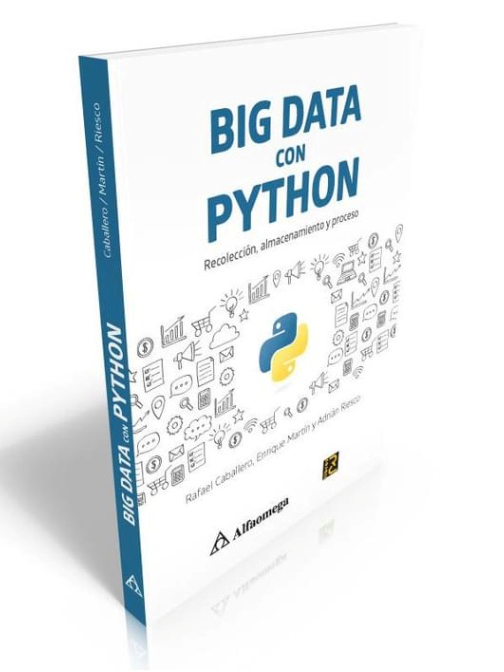 Caballero / Martín / Riesco
BIG DATA CON PYTHON
BIG DATA
CON
PYTHON
Recolección, almacenamiento y proceso
Rafael Caballero, Enrique Martín y Adrián Riesco
Alfaomega